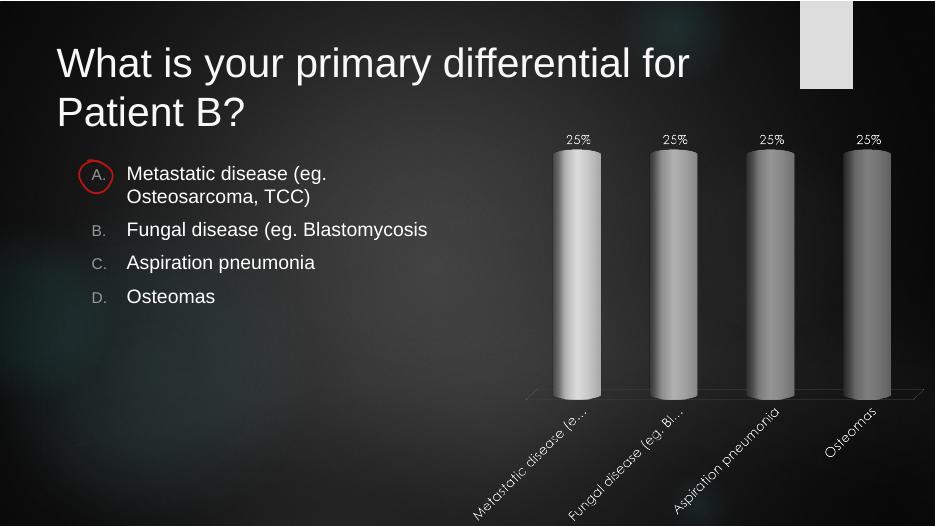 What is your primary differential for
Patient B?
A. Metastatic disease (eg.
Osteosarcoma, TCC)
B. Fungal disease (eg. Blastomycosis
C. Aspiration pneumonia
D. Osteomas
25% 25% 25% 25%
Metastatic disease (e...
Fungal disease (eg. Bl...
Aspiration pneumonia
Osteomas